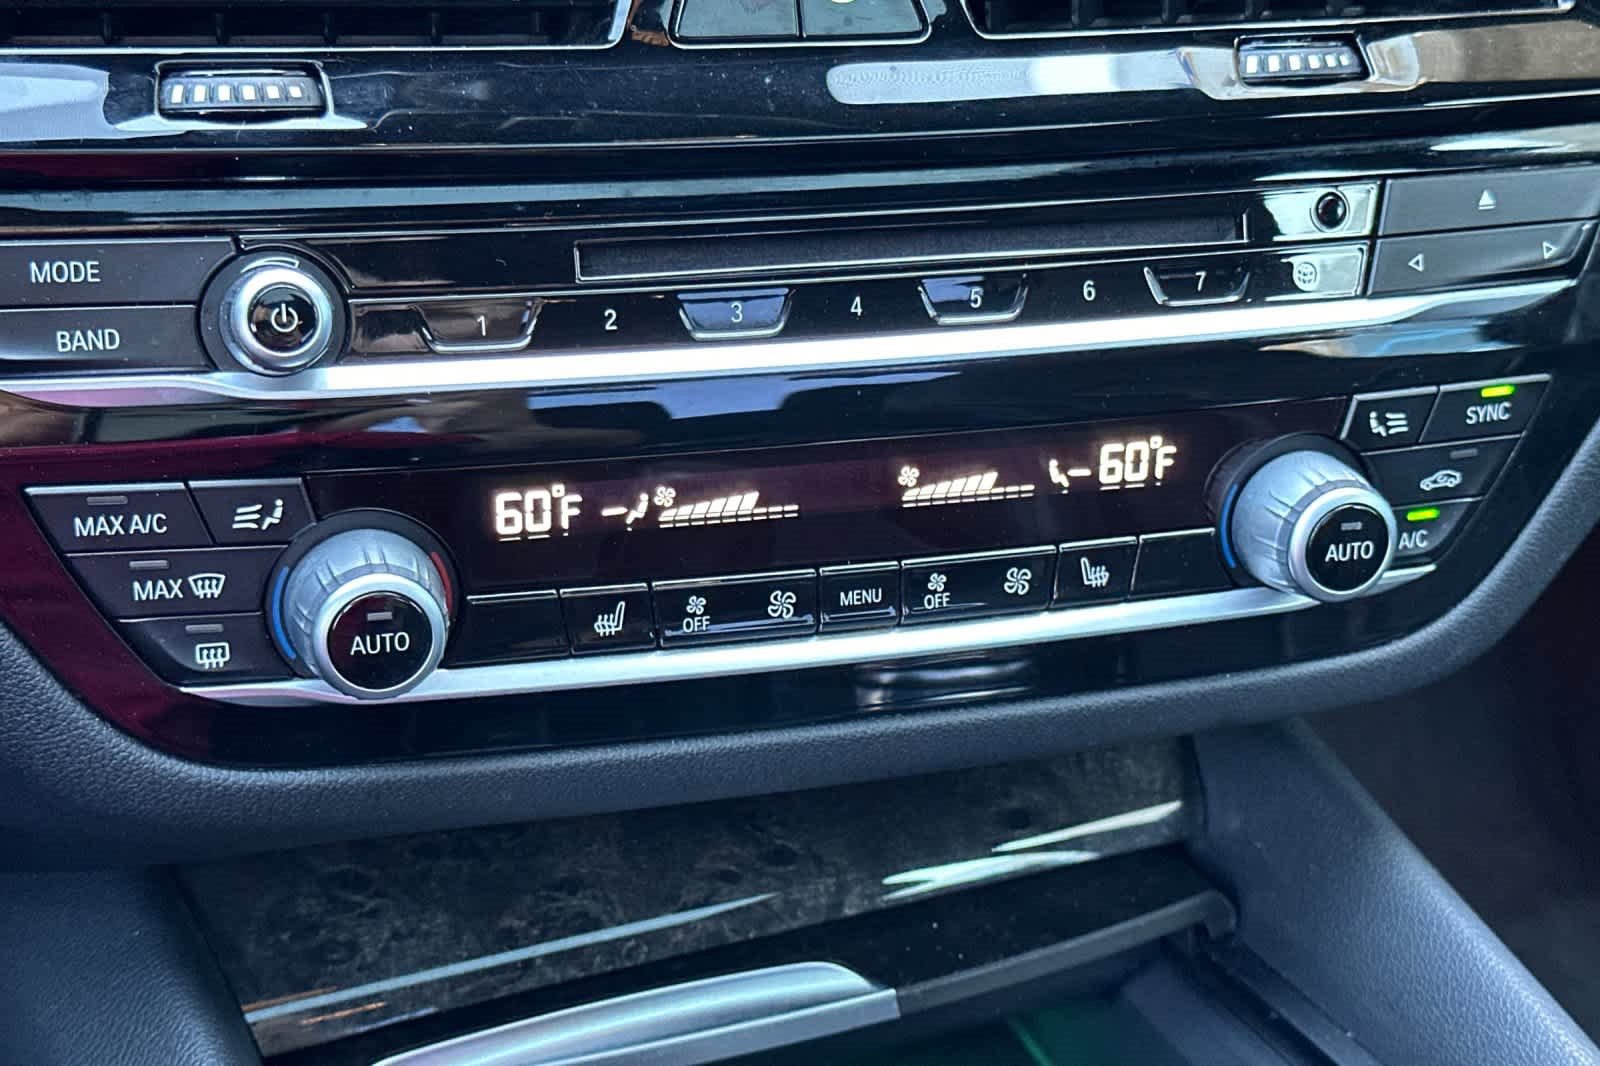 MODE
BAND
1 2 3 4 5 6 7
SYNC
60°F 60°F
MAX A/C
MAX
A/C
AUTO
OFF
MENU
OFF
AUTO